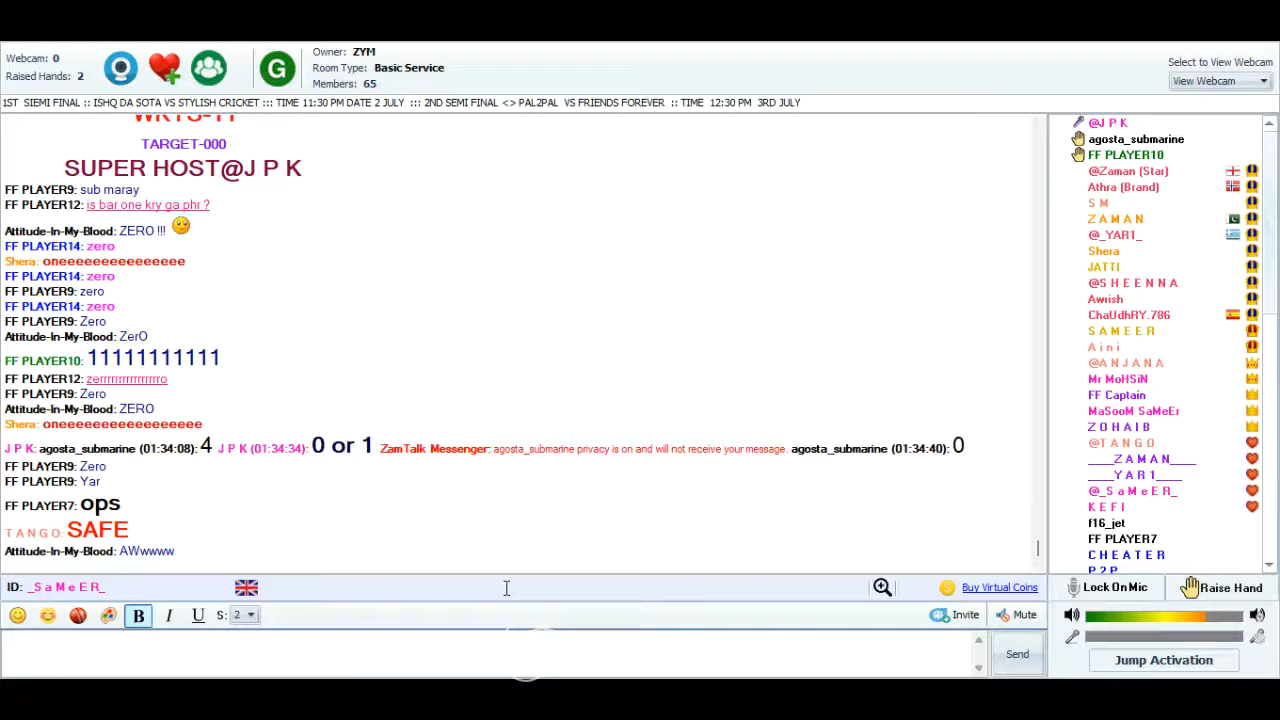 Webcam: 0
Raised Hands: 2
G
Owner: ZYM
Room Type: Basic Service
Members: 65
Select to View Webcam
View Webcam
1ST SIEMI FINAL :: ISHQ DA SOTA VS STYLISH CRICKET ::: TIME 11:30 PM DATE 2 JULY ::: 2ND SEMI FINAL <> PAL2PAL VS FRIENDS FOREVER :: TIME 12:30 PM 3RD JULY
TARGET-000
SUPER HOST@J P K
FF PLAYER9: sub maray
FF PLAYER12: is bar one kry ga phr ?
Attitude-In-My-Blood: ZERO !!!
FF PLAYER14: zero
Shera: oneeeeeeeeeeeeeee
FF PLAYER14: zero
FF PLAYER9: zero
FF PLAYER14: zero
FF PLAYER9: Zero
Attitude-In-My-Blood: ZerO
FF PLAYER10: 11111111111
FF PLAYER12: zerrrrrrrrrrrrrrro
FF PLAYER9: Zero
Attitude-In-My-Blood: ZERO
Shera: oneeeeeeeeeeeeeeeee
J P K: agosta_submarine (01:34:08): 4 J P K (01:34:34): 0 or 1 ZamTalk Messenger: agosta_submarine privacy is on and will not receive your message. agosta_submarine (01:34:40): 0
FF PLAYER9: Zero
FF PLAYER9: Yar
FF PLAYER7: ops
T A N G O: SAFE
Attitude-In-My-Blood: AWwwww
@J P K
agosta_submarine
FF PLAYER10
@Zaman (Star)
Athra (Brand)
S M
Z A M A N
@_YAR1_
Shera
JATTI
@S H E E N N A
Awrish
ChaUdhRY.786
S A M E E R
A i n i
@A N J A N A
Mr MoHSiN
FF Captain
MaSooM SaMeEr
Z O H A I B
@T A N G O
____Z A M A N____
____Y A R 1____
@_S a M e E R_
K E F I
f16_jet
FF PLAYER7
C H E A T E R
P 2 P
ID: _S a M e E R_
Buy Virtual Coins
Lock On Mic
Raise Hand
B I U S: 2
Invite
Mute
Send
Jump Activation